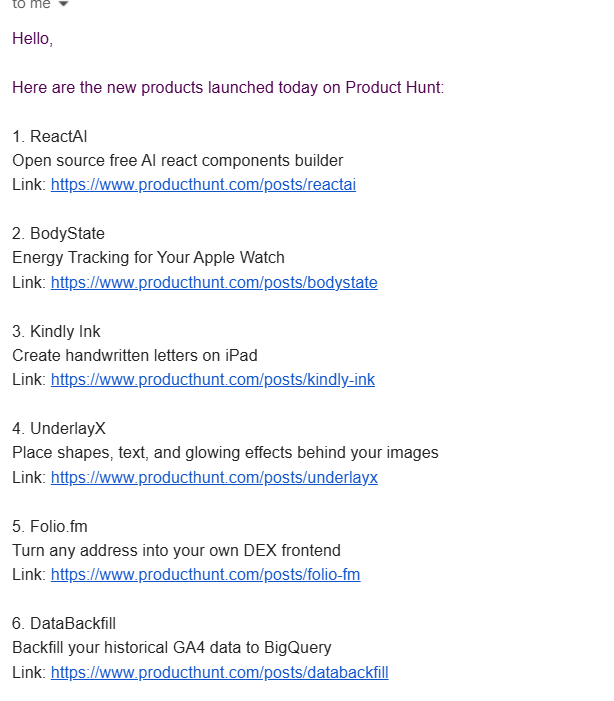 to me
Hello,
Here are the new products launched today on Product Hunt:
1. ReactAI
Open source free AI react components builder
Link: https://www.producthunt.com/posts/reactai
2. BodyState
Energy Tracking for Your Apple Watch
Link: https://www.producthunt.com/posts/bodystate
3. Kindly Ink
Create handwritten letters on iPad
Link: https://www.producthunt.com/posts/kindly-ink
4. UnderlayX
Place shapes, text, and glowing effects behind your images
Link: https://www.producthunt.com/posts/underlayx
5. Folio.fm
Turn any address into your own DEX frontend
Link: https://www.producthunt.com/posts/folio-fm
6. DataBackfill
Backfill your historical GA4 data to BigQuery
Link: https://www.producthunt.com/posts/databackfill